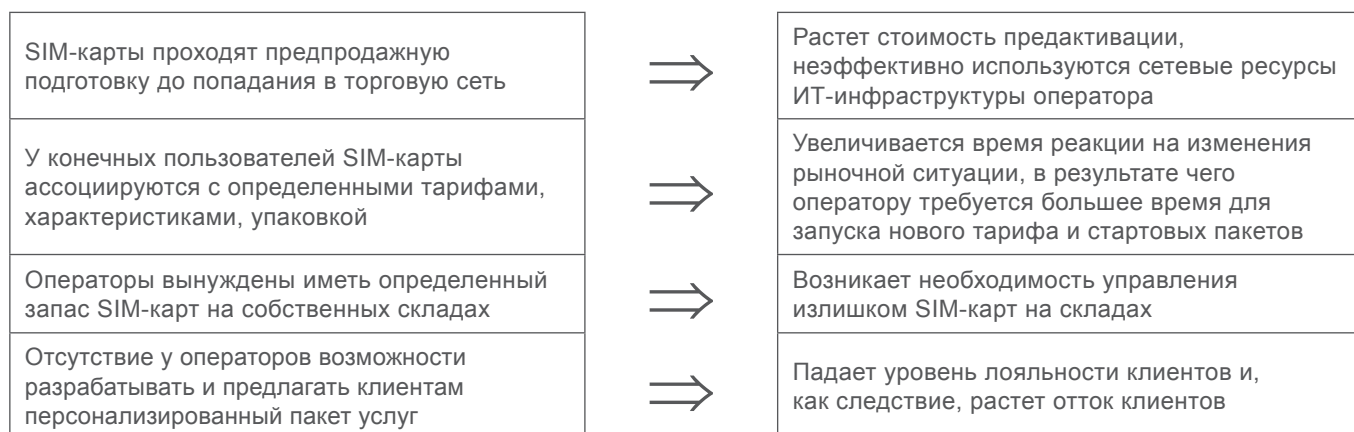 SIM-карты проходят предпродажную
подготовку до попадания в торговую сеть
Растет стоимость предактивации,
неэффективно используются сетевые ресурсы
ИТ-инфраструктуры оператора
У конечных пользователей SIM-карты
ассоциируются с определенными тарифами,
характеристиками, упаковкой
Увеличивается время реакции на изменения
рыночной ситуации, в результате чего
оператору требуется большее время для
запуска нового тарифа и стартовых пакетов
Операторы вынуждены иметь определенный
запас SIM-карт на собственных складах
Возникает необходимость управления
излишком SIM-карт на складах
Отсутствие у операторов возможности
разрабатывать и предлагать клиентам
персонализированный пакет услуг
Падает уровень лояльности клиентов и,
как следствие, растет отток клиентов